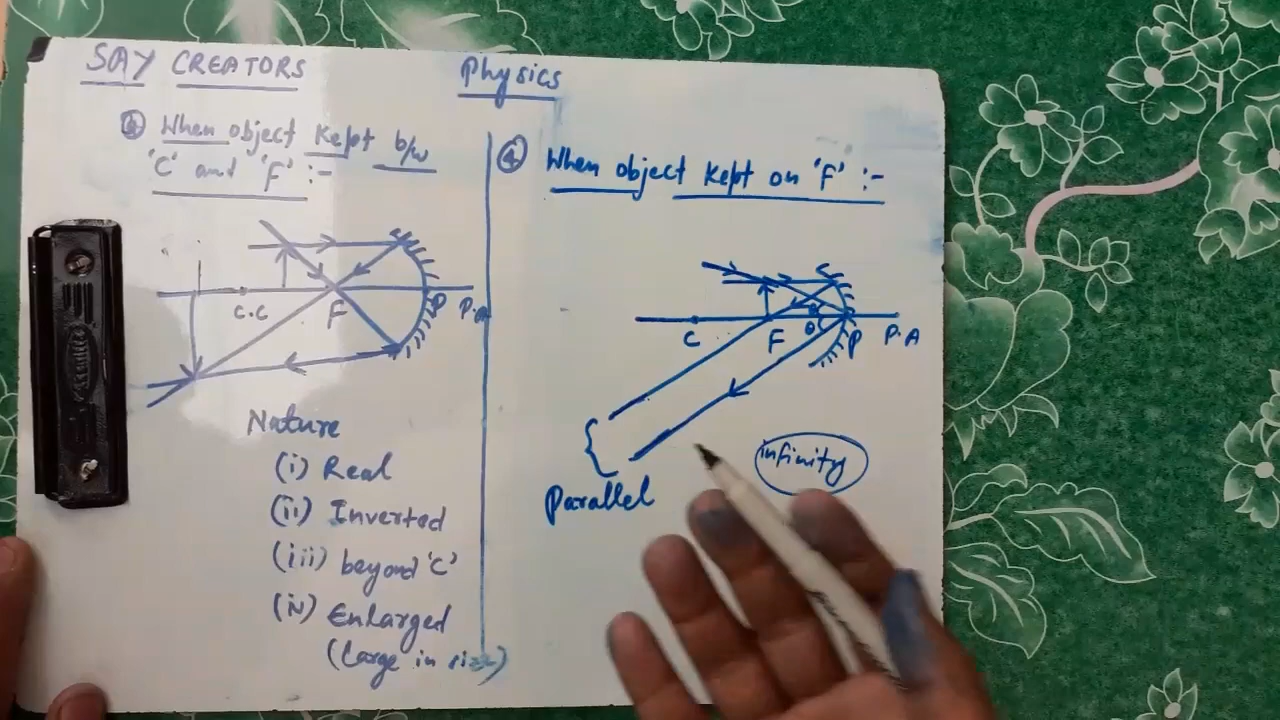 SAY CREATORS
Physics
③ When object kept b/w
'C' and 'F' :-
C.C
F
P
P.A
Nature
(i) Real
(ii) Inverted
(iii) beyond 'C'
(iv) Enlarged
(large in size)
④ When object kept on 'F' :-
C
F
P
P.A
infinity
Parallel